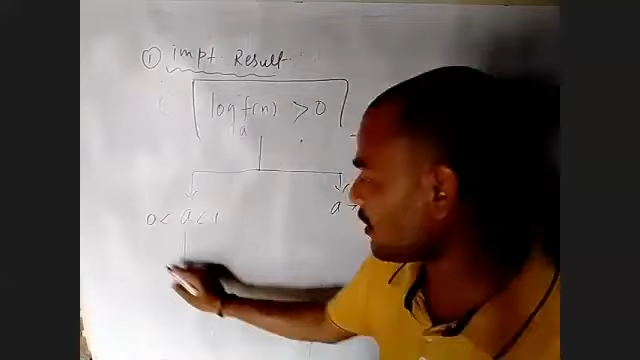 ① impt. Result
log_a f(n) > 0
0 < a < 1
a >